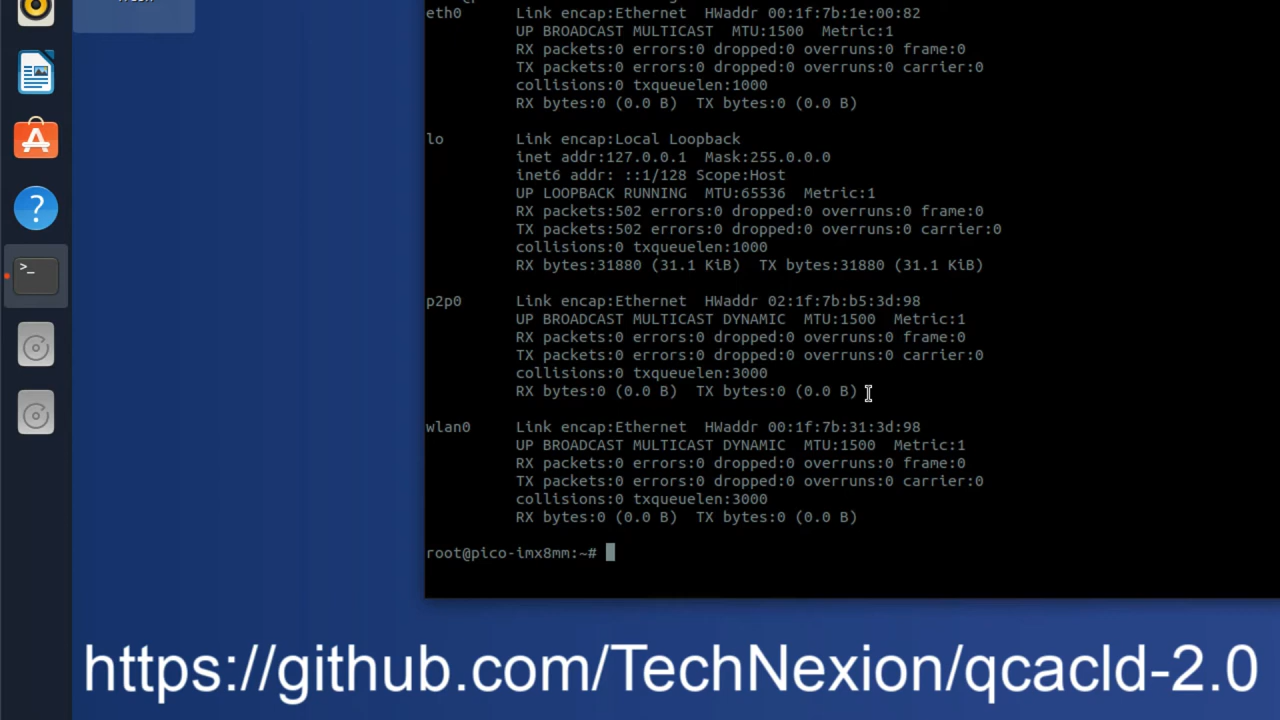 eth0 Link encap:Ethernet HWaddr 00:1f:7b:1e:00:82
UP BROADCAST MULTICAST MTU:1500 Metric:1
RX packets:0 errors:0 dropped:0 overruns:0 frame:0
TX packets:0 errors:0 dropped:0 overruns:0 carrier:0
collisions:0 txqueuelen:1000
RX bytes:0 (0.0 B) TX bytes:0 (0.0 B)
lo Link encap:Local Loopback
inet addr:127.0.0.1 Mask:255.0.0.0
inet6 addr: ::1/128 Scope:Host
UP LOOPBACK RUNNING MTU:65536 Metric:1
RX packets:502 errors:0 dropped:0 overruns:0 frame:0
TX packets:502 errors:0 dropped:0 overruns:0 carrier:0
collisions:0 txqueuelen:1000
RX bytes:31880 (31.1 KiB) TX bytes:31880 (31.1 KiB)
p2p0 Link encap:Ethernet HWaddr 02:1f:7b:b5:3d:98
UP BROADCAST MULTICAST DYNAMIC MTU:1500 Metric:1
RX packets:0 errors:0 dropped:0 overruns:0 frame:0
TX packets:0 errors:0 dropped:0 overruns:0 carrier:0
collisions:0 txqueuelen:3000
RX bytes:0 (0.0 B) TX bytes:0 (0.0 B)
wlan0 Link encap:Ethernet HWaddr 00:1f:7b:31:3d:98
UP BROADCAST MULTICAST DYNAMIC MTU:1500 Metric:1
RX packets:0 errors:0 dropped:0 overruns:0 frame:0
TX packets:0 errors:0 dropped:0 overruns:0 carrier:0
collisions:0 txqueuelen:3000
RX bytes:0 (0.0 B) TX bytes:0 (0.0 B)
root@pico-imx8mm:~#
https://github.com/TechNexion/qcacld-2.0